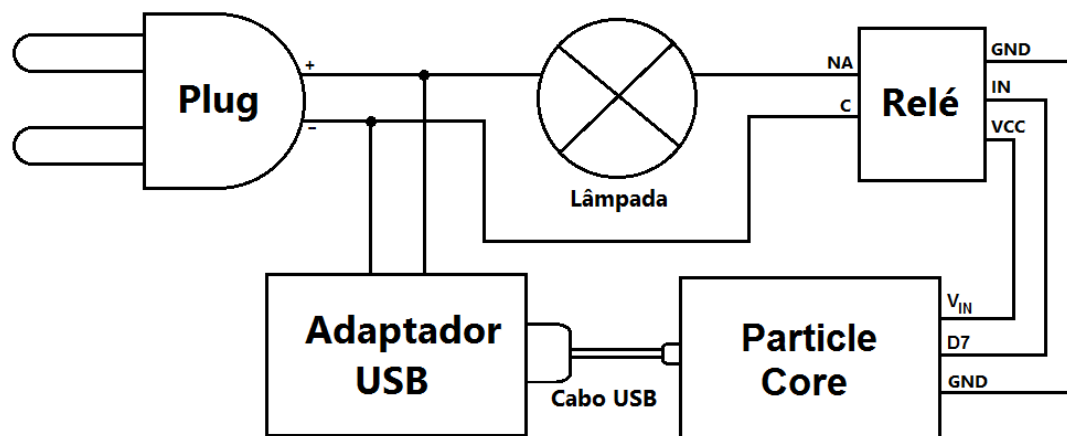 Plug
+
−
Lâmpada
NA
C
Relé
GND
IN
VCC
Adaptador
USB
Cabo USB
Particle
Core
VIN
D7
GND